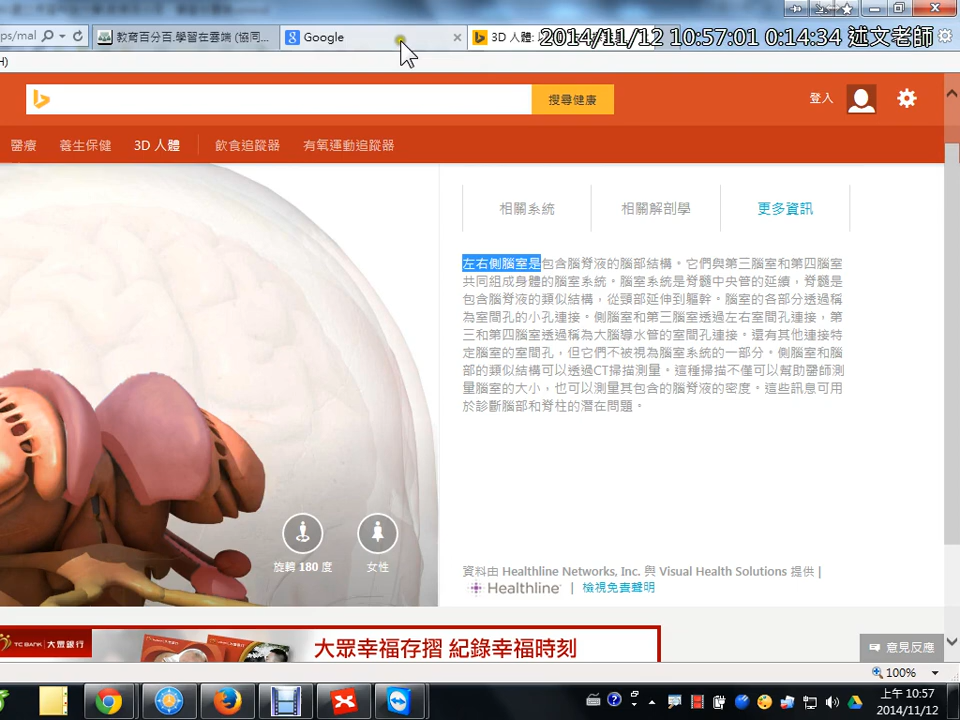 ps/mal
教育百分百.學習在雲端 (協同...
Google
3D 人體:
2014/11/12 10:57:01 0:14:34 述文老師
H)
搜尋健康
登入
醫療
養生保健
3D 人體
飲食追蹤器
有氧運動追蹤器
相關系統
相關解剖學
更多資訊
左右側腦室是包含腦脊液的腦部結構。它們與第三腦室和第四腦室
共同組成身體的腦室系統。腦室系統是脊髓中央管的延續，脊髓是
包含腦脊液的類似結構，從頸部延伸到軀幹。腦室的各部分透過稱
為室間孔的小孔連接。側腦室和第三腦室透過左右室間孔連接，第
三和第四腦室透過稱為大腦導水管的室間孔連接。還有其他連接特
定腦室的室間孔，但它們不被視為腦室系統的一部分。側腦室和腦
部的類似結構可以透過CT掃描測量。這種掃描不僅可以幫助醫師測
量腦室的大小，也可以測量其包含的腦脊液的密度。這些訊息可用
於診斷腦部和脊柱的潛在問題。
旋轉 180 度
女性
資料由 Healthline Networks, Inc. 與 Visual Health Solutions 提供 |
Healthline | 檢視免責聲明
TC BANK 大眾銀行
大眾幸福存摺 紀錄幸福時刻
意見反應
100%
上午 10:57
2014/11/12